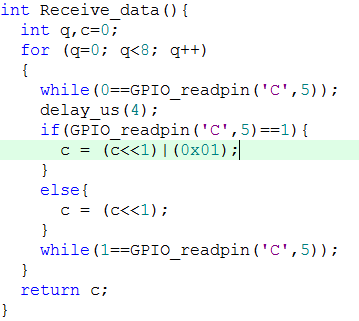 int Receive_data(){
  int q,c=0;
  for (q=0; q<8; q++)
  {
    while(0==GPIO_readpin('C',5));
    delay_us(4);
    if(GPIO_readpin('C',5)==1){
      c = (c<<1)|(0x01);
    }
    else{
      c = (c<<1);
    }
    while(1==GPIO_readpin('C',5));
  }
  return c;
}